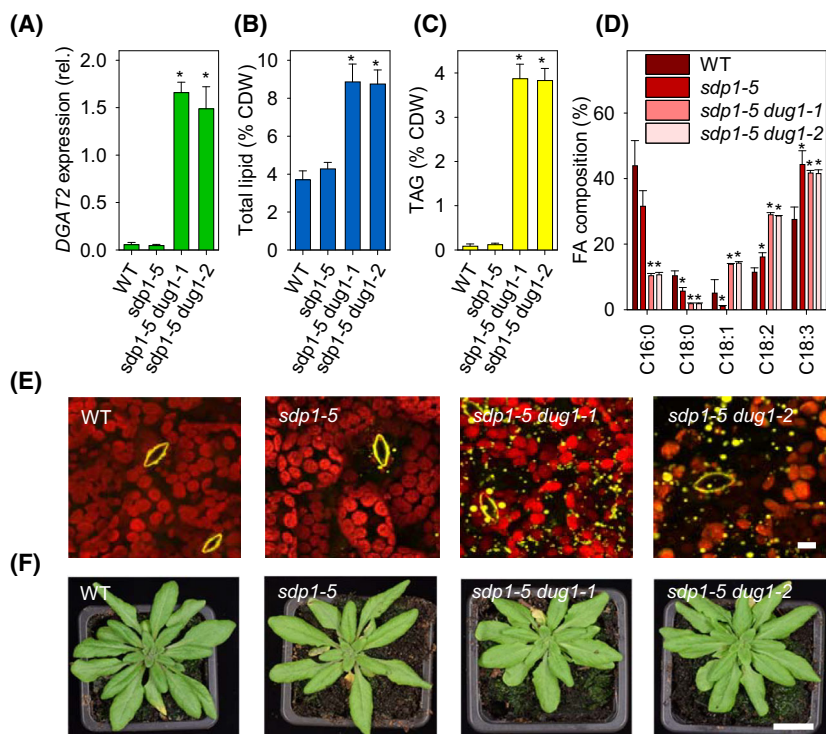 (A)
DGAT2 expression (rel.)
2.0
1.5
1.0
0.5
0.0
*
*
WT
sdp1-5
sdp1-5 dug1-1
sdp1-5 dug1-2
(B)
Total lipid (% CDW)
10
8
6
4
2
0
*
*
WT
sdp1-5
sdp1-5 dug1-1
sdp1-5 dug1-2
(C)
TAG (% CDW)
4
3
2
1
0
*
*
WT
sdp1-5
sdp1-5 dug1-1
sdp1-5 dug1-2
(D)
WT
sdp1-5
sdp1-5 dug1-1
sdp1-5 dug1-2
FA composition (%)
60
40
20
0
**
* **
* **
* **
* **
C16:0
C18:0
C18:1
C18:2
C18:3
(E)
WT
sdp1-5
sdp1-5 dug1-1
sdp1-5 dug1-2
(F)
WT
sdp1-5
sdp1-5 dug1-1
sdp1-5 dug1-2